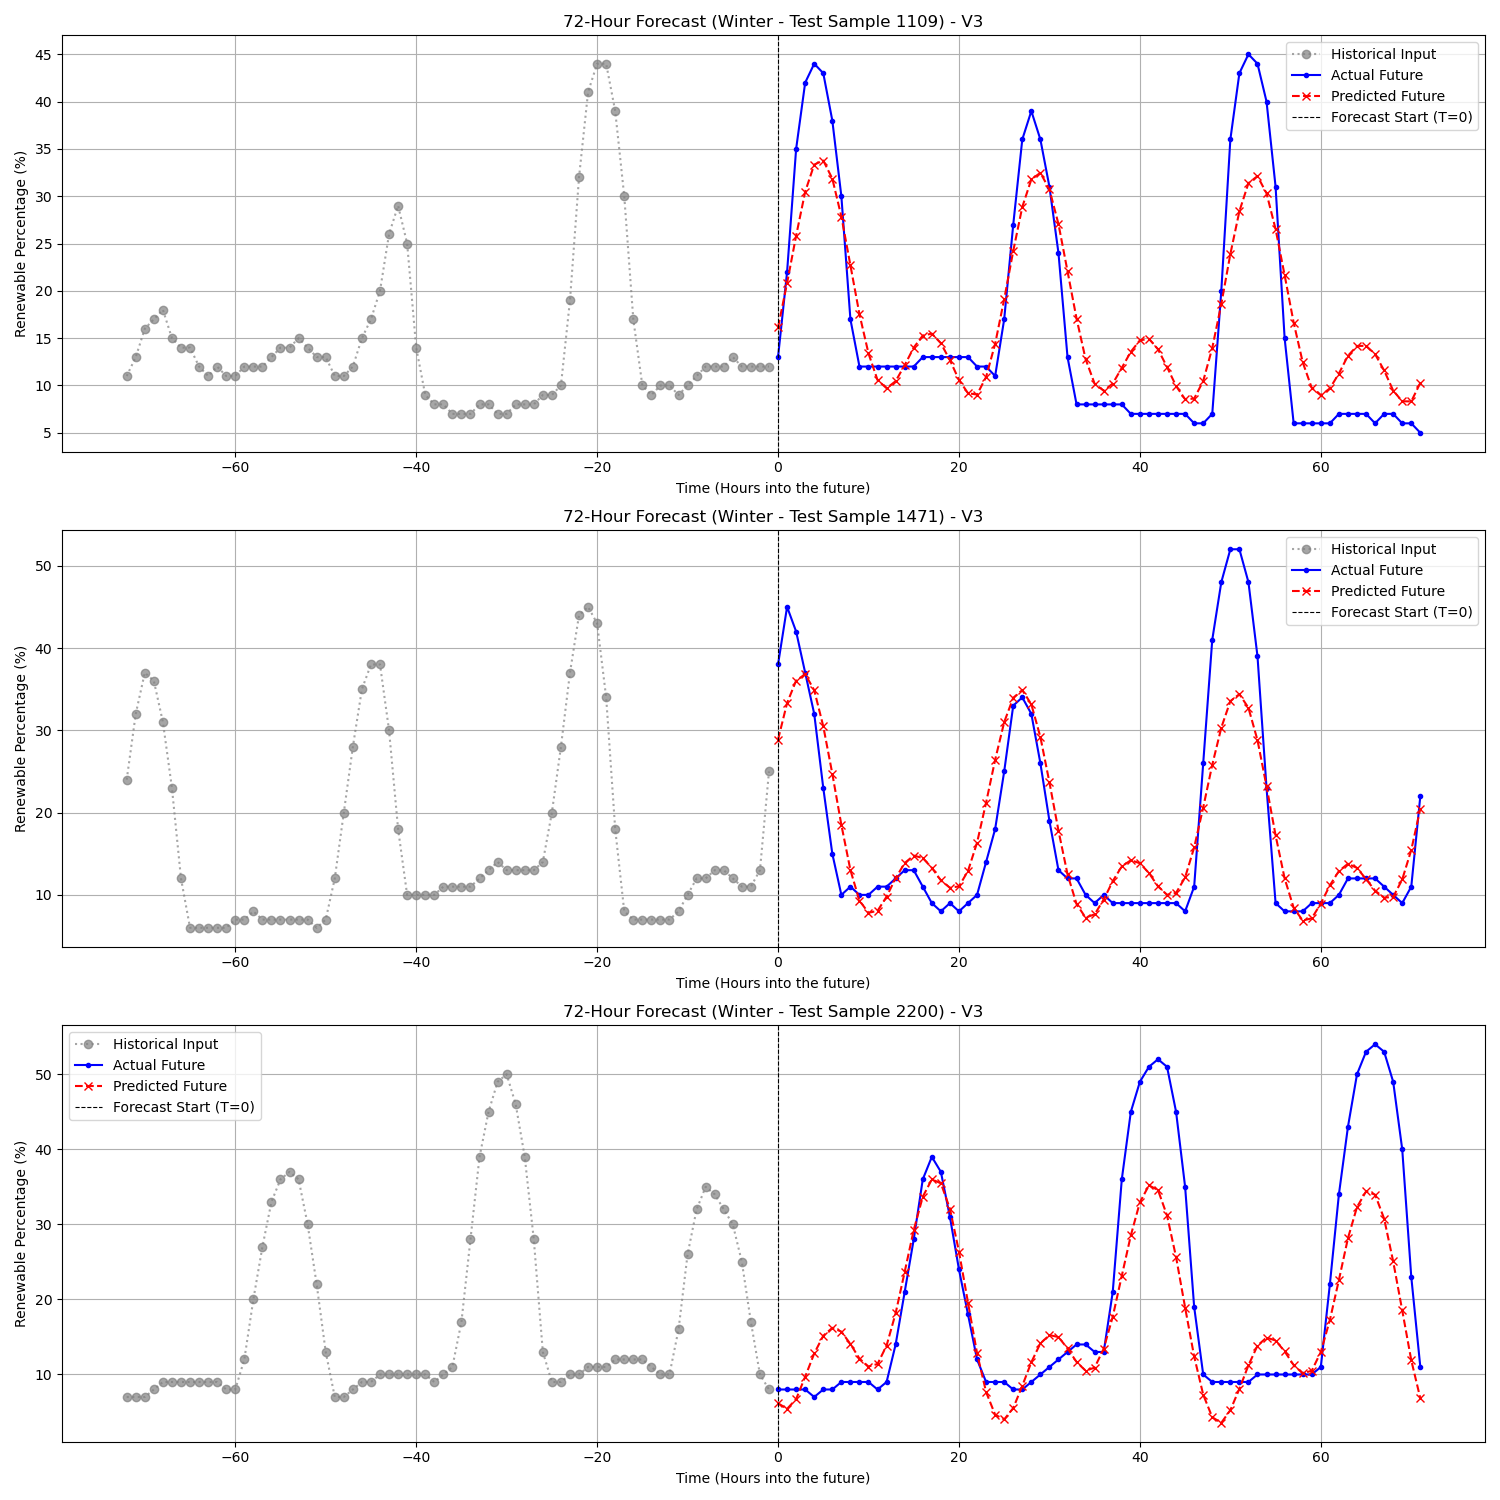 72-Hour Forecast (Winter - Test Sample 1109) - V3
Renewable Percentage (%)
45
40
35
30
25
20
15
10
5
Historical Input
Actual Future
Predicted Future
Forecast Start (T=0)
−60 −40 −20 0 20 40 60
Time (Hours into the future)
72-Hour Forecast (Winter - Test Sample 1471) - V3
Renewable Percentage (%)
50
40
30
20
10
Historical Input
Actual Future
Predicted Future
Forecast Start (T=0)
−60 −40 −20 0 20 40 60
Time (Hours into the future)
72-Hour Forecast (Winter - Test Sample 2200) - V3
Renewable Percentage (%)
50
40
30
20
10
Historical Input
Actual Future
Predicted Future
Forecast Start (T=0)
−60 −40 −20 0 20 40 60
Time (Hours into the future)